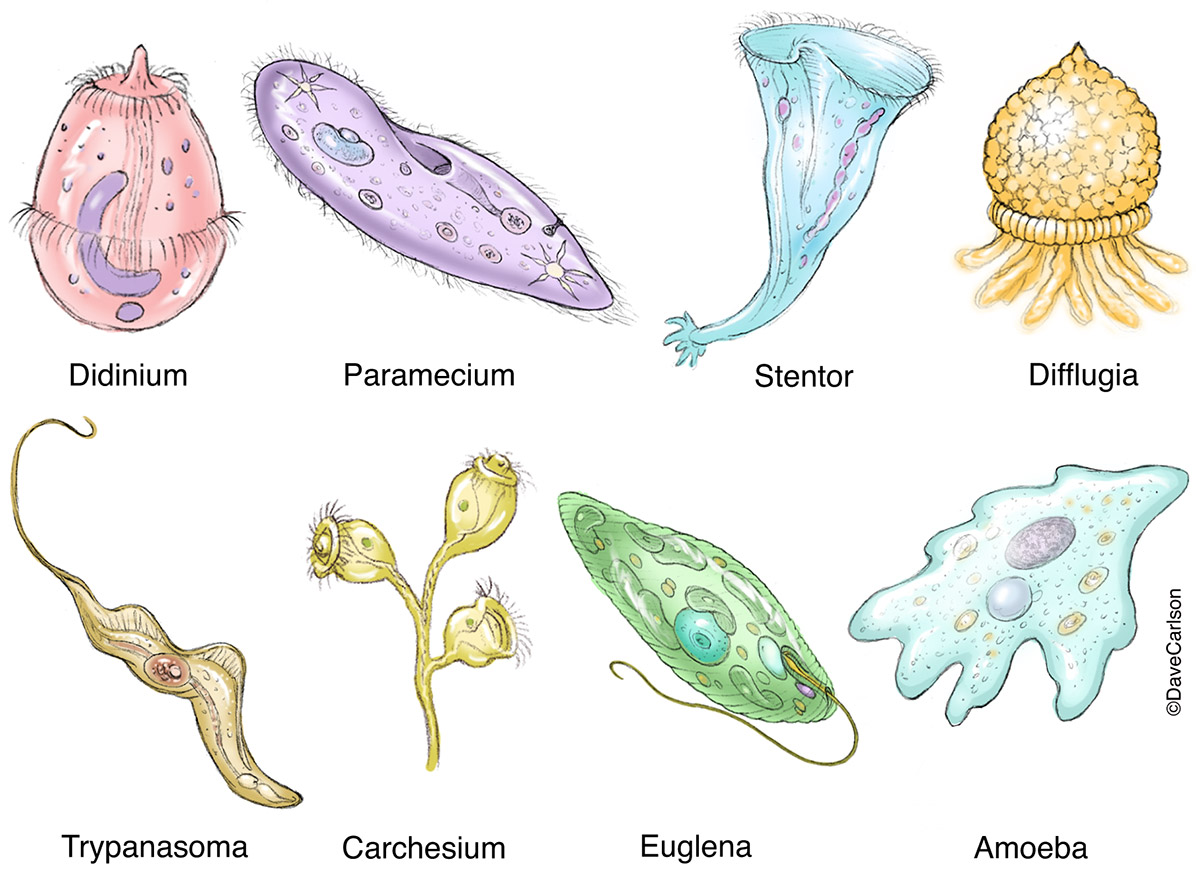 Didinium
Paramecium
Stentor
Difflugia
Trypanasoma
Carchesium
Euglena
Amoeba
©DaveCarlson